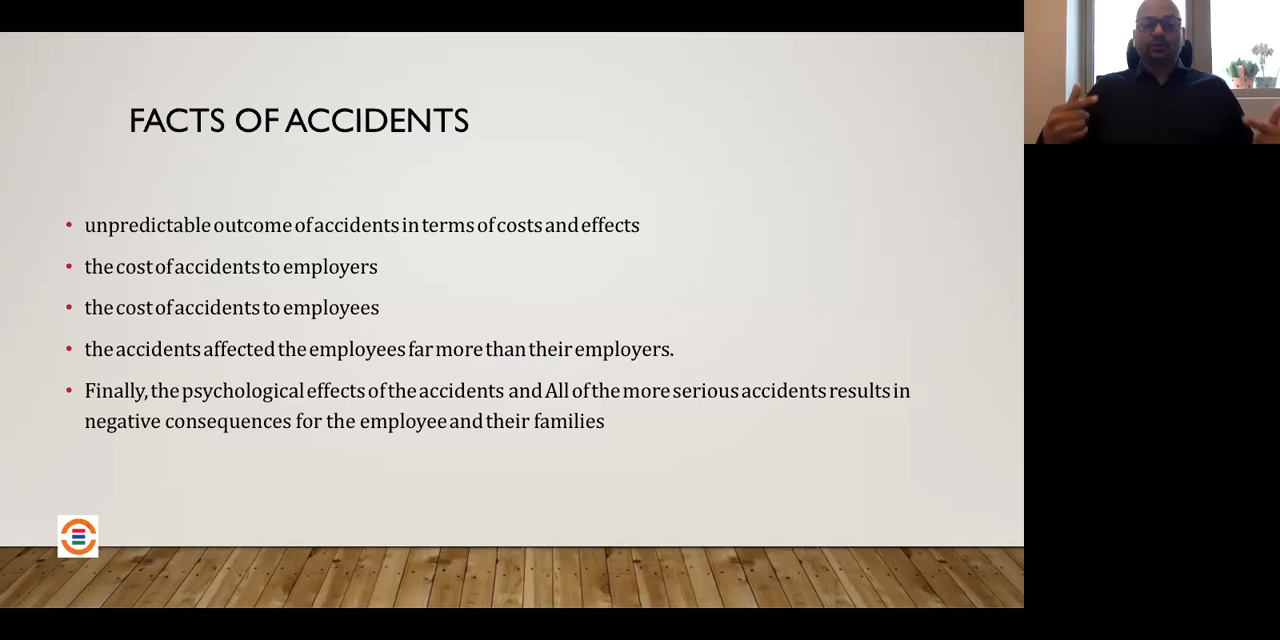 FACTS OF ACCIDENTS
• unpredictable outcome of accidents in terms of costs and effects
• the cost of accidents to employers
• the cost of accidents to employees
• the accidents affected the employees far more than their employers.
• Finally, the psychological effects of the accidents and All of the more serious accidents results in
negative consequences for the employee and their families